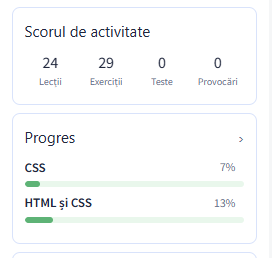 Scorul de activitate
24 29 0 0
Lecții Exerciții Teste Provocări
Progres >
CSS 7%
HTML și CSS 13%